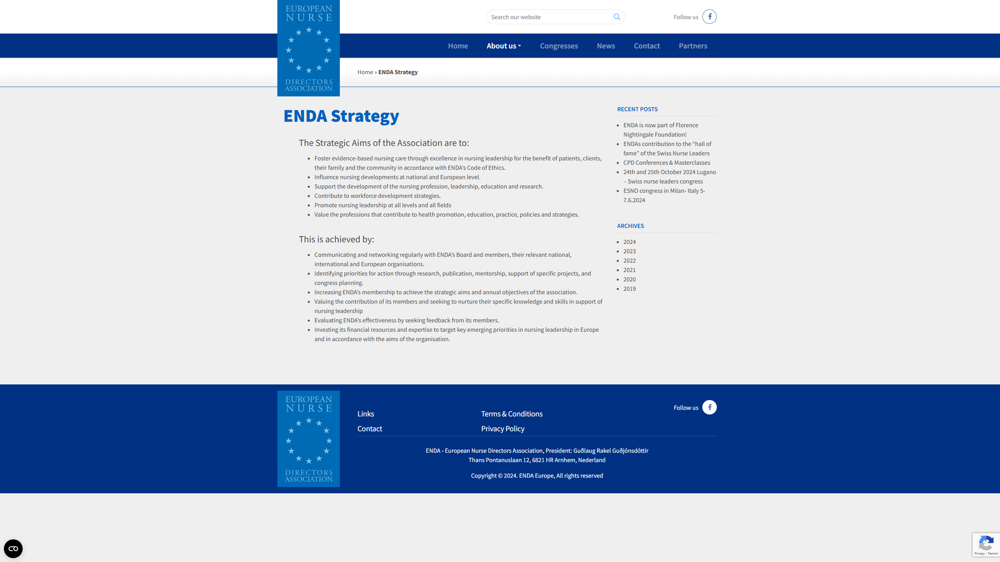 EUROPEAN
NURSE
DIRECTORS
ASSOCIATION
Search our website
Follow us
Home
About us
Congresses
News
Contact
Partners
Home » ENDA Strategy
ENDA Strategy
The Strategic Aims of the Association are to:
Foster evidence-based nursing care through excellence in nursing leadership for the benefit of patients, clients,
their family and the community in accordance with ENDA’s Code of Ethics.
Influence nursing developments at national and European level.
Support the development of the nursing profession, leadership, education and research.
Contribute to workforce development strategies.
Promote nursing leadership at all levels and all fields
Value the professions that contribute to health promotion, education, practice, policies and strategies.
This is achieved by:
Communicating and networking regularly with ENDA’s Board and members, their relevant national,
international and European organisations.
Identifying priorities for action through research, publication, mentorship, support of specific projects, and
congress planning.
Increasing ENDA’s membership to achieve the strategic aims and annual objectives of the association.
Valuing the contribution of its members and seeking to nurture their specific knowledge and skills in support of
nursing leadership
Evaluating ENDA’s effectiveness by seeking feedback from its members.
Investing its financial resources and expertise to target key emerging priorities in nursing leadership in Europe
and in accordance with the aims of the organisation.
RECENT POSTS
ENDA is now part of Florence
Nightingale Foundation!
ENDAs contribution to the “hall of
fame” of the Swiss Nurse Leaders
CPD Conferences & Masterclasses
24th and 25th October 2024 Lugano
– Swiss nurse leaders congress
ESNO congress in Milan- Italy 5-
7.6.2024
ARCHIVES
2024
2023
2022
2021
2020
2019
EUROPEAN
NURSE
DIRECTORS
ASSOCIATION
Links
Contact
Terms & Conditions
Privacy Policy
Follow us
ENDA - European Nurse Directors Association, President: Guðlaug Rakel Guðjónsdóttir
Thans Pontanuslaan 12, 6821 HR Arnhem, Nederland
Copyright © 2024. ENDA Europe, All rights reserved
Privacy - Termini